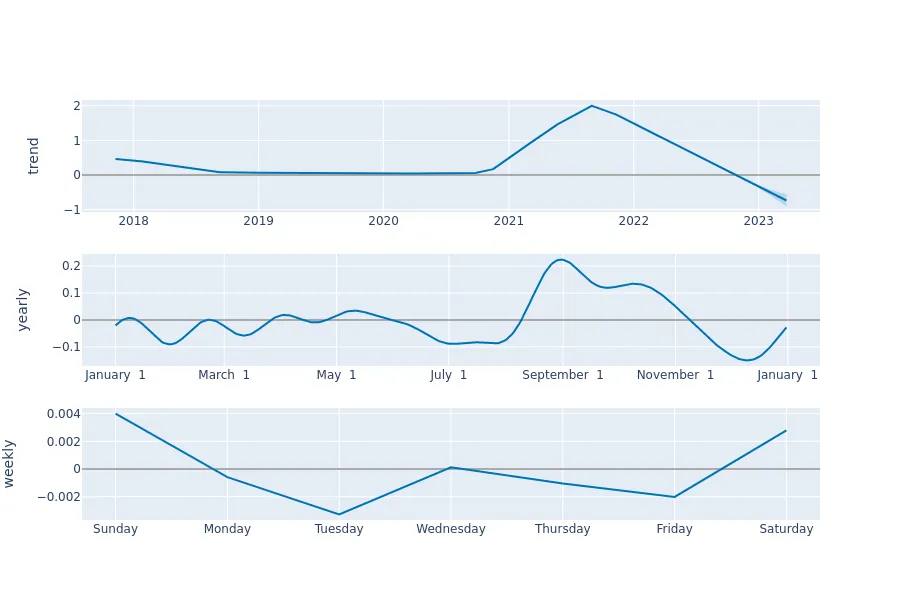 trend
2
1
0
−1
2018 2019 2020 2021 2022 2023
yearly
0.2
0.1
0
−0.1
January 1 March 1 May 1 July 1 September 1 November 1 January 1
weekly
0.004
0.002
0
−0.002
Sunday Monday Tuesday Wednesday Thursday Friday Saturday